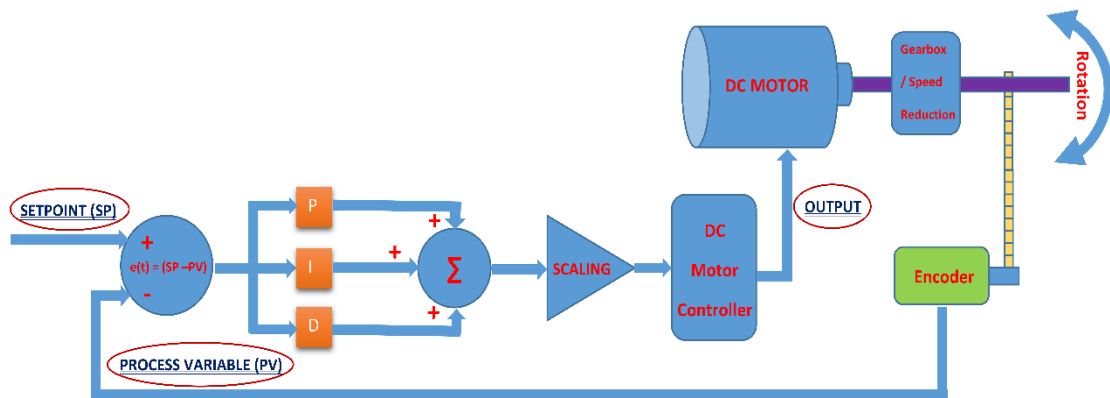 DC MOTOR
Gearbox
/ Speed
Reduction
Rotation
SETPOINT (SP)
+
e(t) = (SP –PV)
-
P
I
D
+
+
+
Σ
SCALING
DC
Motor
Controller
OUTPUT
Encoder
PROCESS VARIABLE (PV)